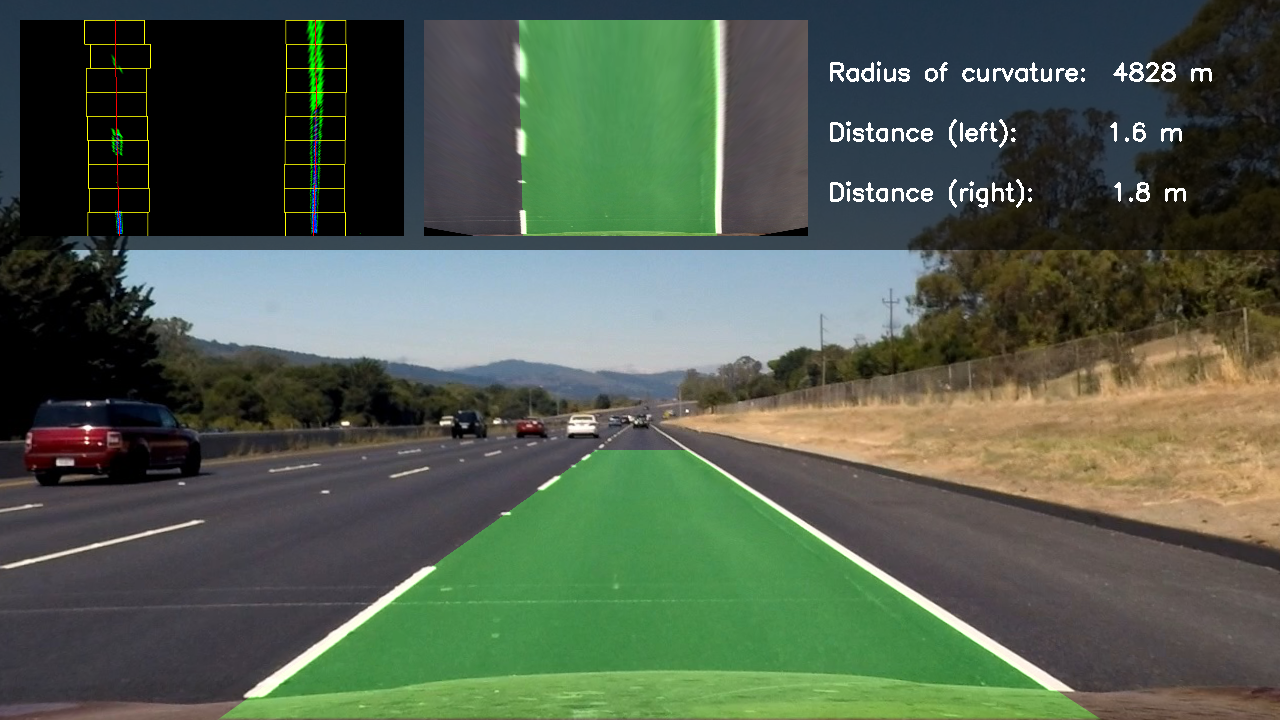 Radius of curvature: 4828 m
Distance (left): 1.6 m
Distance (right): 1.8 m